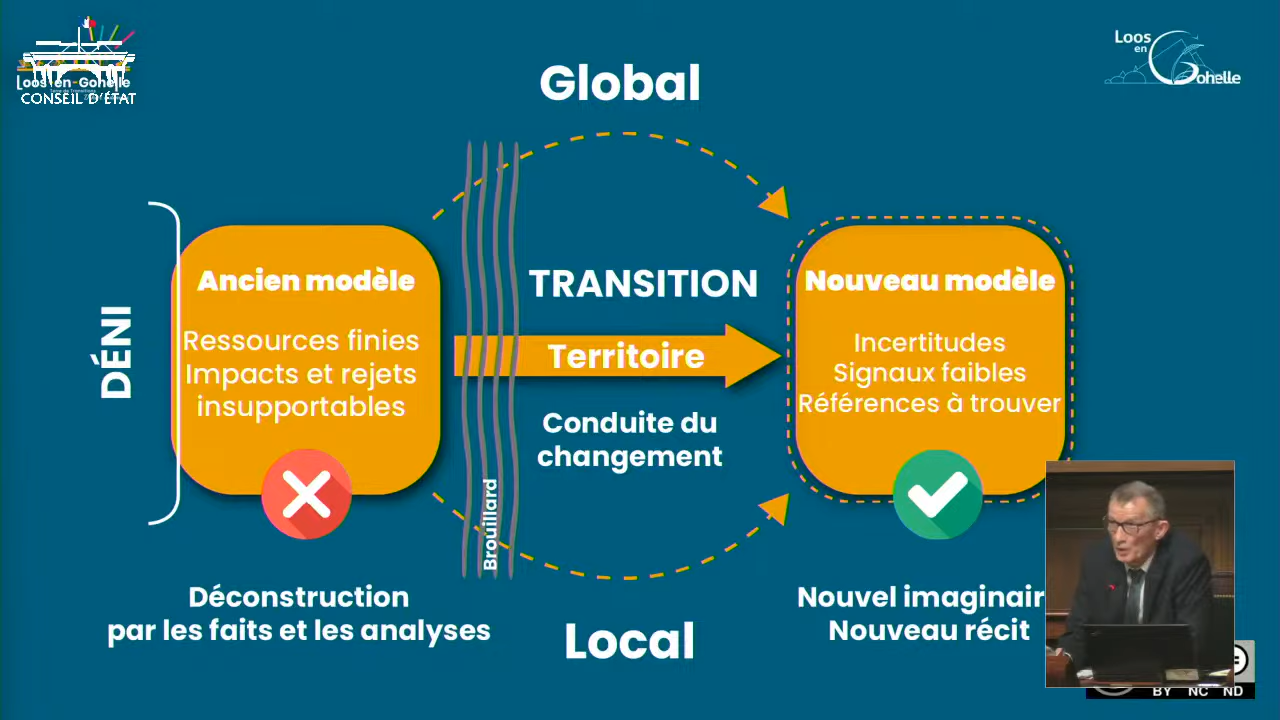 Loos-en-Gohelle
CONSEIL D'ÉTAT
Loos
en
Gohelle
Global
DÉNI
Ancien modèle
Ressources finies
Impacts et rejets
insupportables
TRANSITION
Territoire
Conduite du
changement
Brouillard
Nouveau modèle
Incertitudes
Signaux faibles
Références à trouver
Déconstruction
par les faits et les analyses
Local
Nouvel imaginair
Nouveau récit
BY NC ND